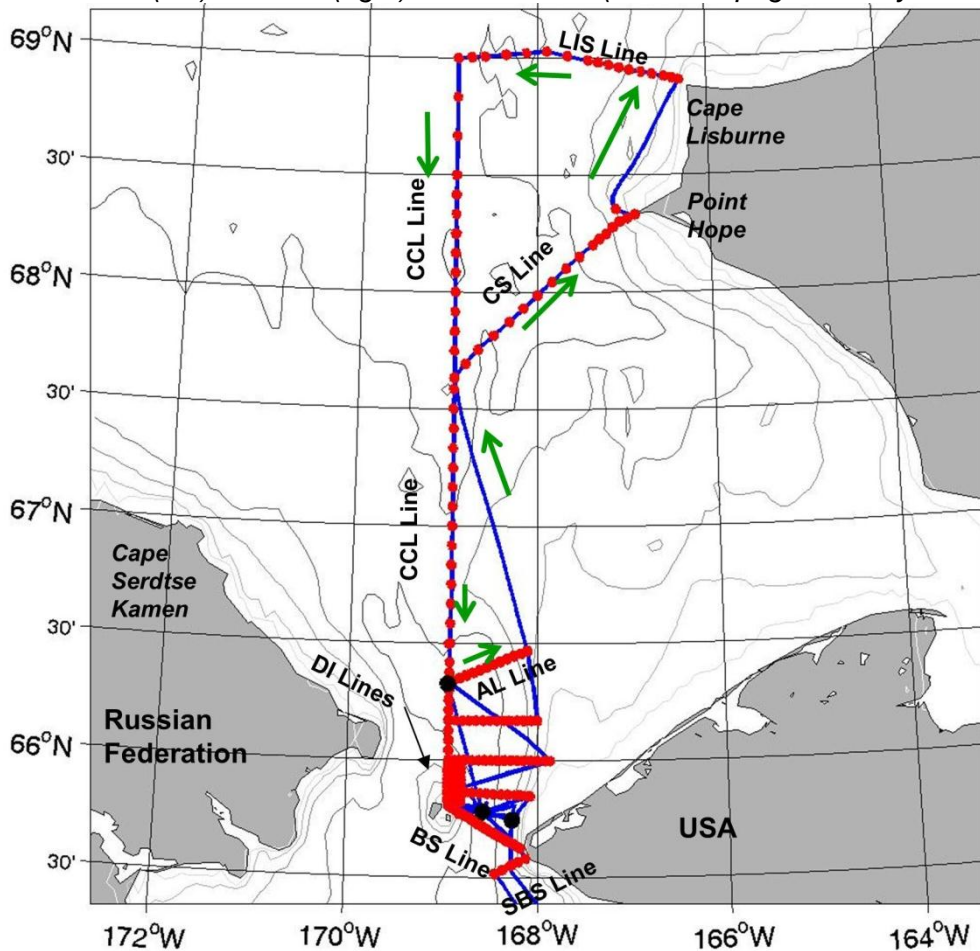 69°N
30'
68°N
30'
67°N
30'
66°N
30'
172°W
170°W
168°W
166°W
164°W
LIS Line
Cape
Lisburne
Point
Hope
CCL Line
CS Line
CCL Line
Cape
Serdtse
Kamen
DI Lines
AL Line
Russian
Federation
USA
BS Line
SBS Line